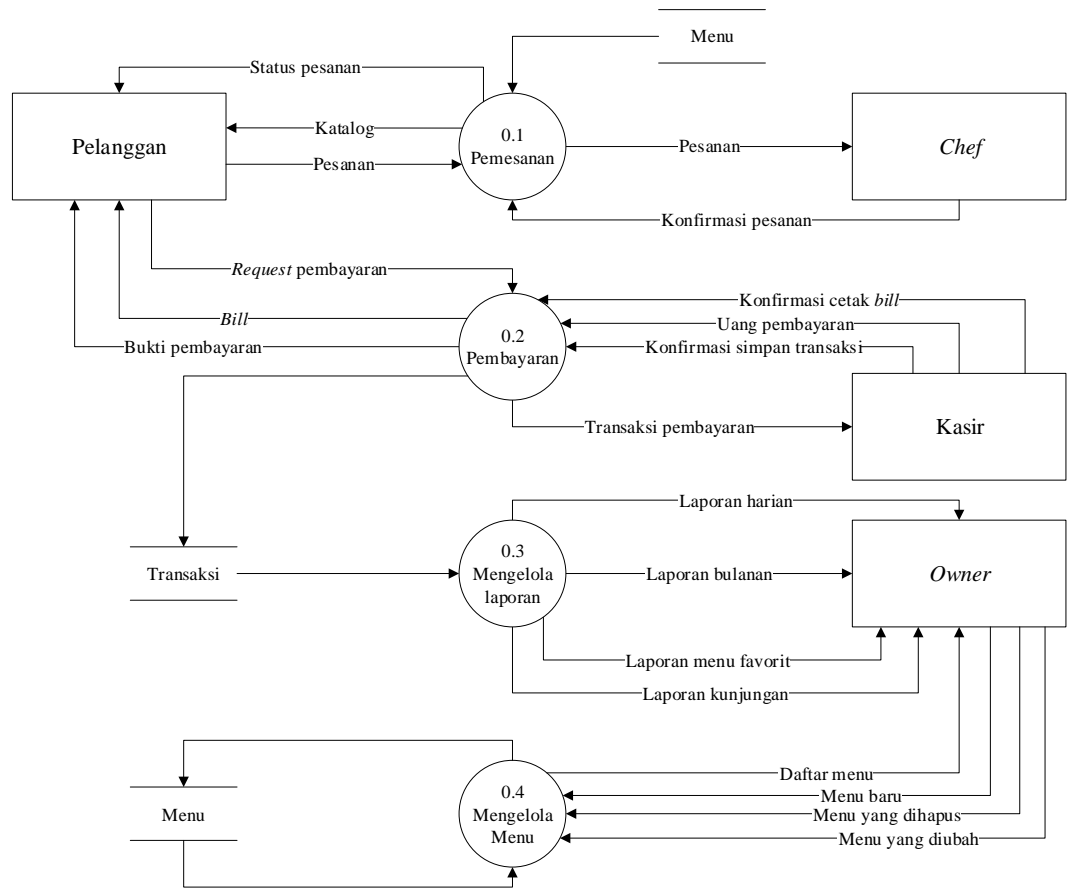 Menu
Status pesanan
Pelanggan
Katalog
Pesanan
0.1
Pemesanan
Pesanan
Chef
Konfirmasi pesanan
Request pembayaran
Konfirmasi cetak bill
Bill
Uang pembayaran
Bukti pembayaran
0.2
Pembayaran
Konfirmasi simpan transaksi
Transaksi pembayaran
Kasir
Laporan harian
Transaksi
0.3
Mengelola
laporan
Laporan bulanan
Owner
Laporan menu favorit
Laporan kunjungan
Daftar menu
Menu baru
Menu yang dihapus
Menu yang diubah
Menu
0.4
Mengelola
Menu